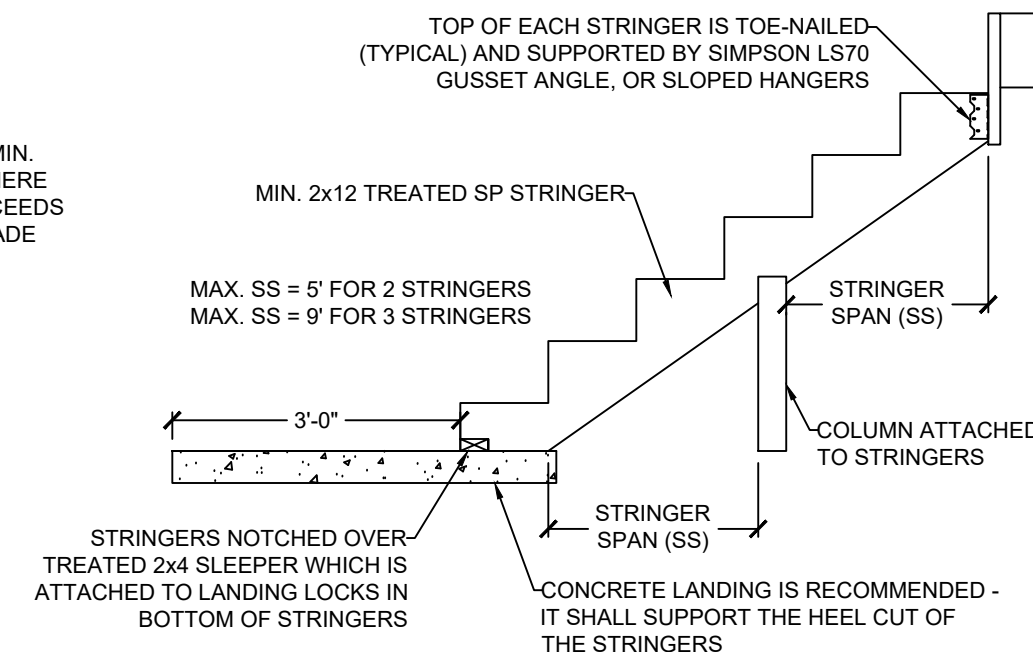 TOP OF EACH STRINGER IS TOE-NAILED
(TYPICAL) AND SUPPORTED BY SIMPSON LS70
GUSSET ANGLE, OR SLOPED HANGERS
MIN.
HERE
CEEDS
ADE
MIN. 2x12 TREATED SP STRINGER
MAX. SS = 5' FOR 2 STRINGERS
MAX. SS = 9' FOR 3 STRINGERS
STRINGER
SPAN (SS)
3'-0"
COLUMN ATTACHED
TO STRINGERS
STRINGER
SPAN (SS)
STRINGERS NOTCHED OVER
TREATED 2x4 SLEEPER WHICH IS
ATTACHED TO LANDING LOCKS IN
BOTTOM OF STRINGERS
CONCRETE LANDING IS RECOMMENDED -
IT SHALL SUPPORT THE HEEL CUT OF
THE STRINGERS